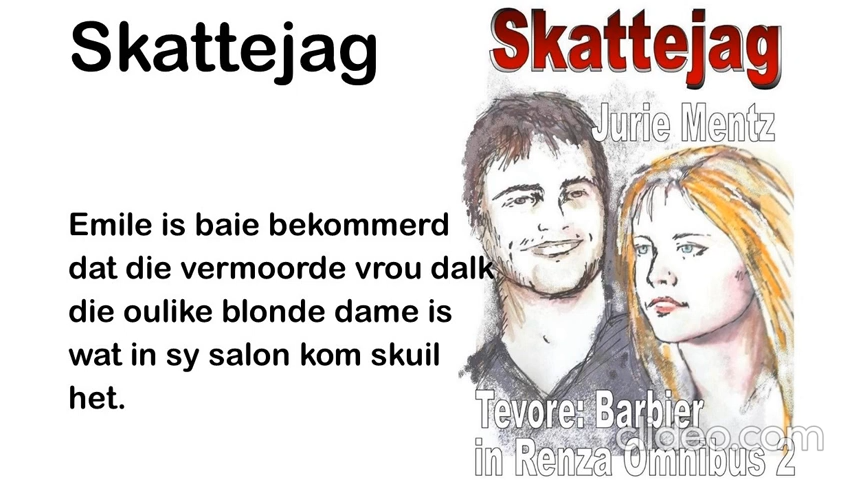 Skattejag
Emile is baie bekommerd
dat die vermoorde vrou dalk
die oulike blonde dame is
wat in sy salon kom skuil
het.
Skattejag
Jurie Mentz
Tevore: Barbier
in Renza Omnibus 2
clideo.com